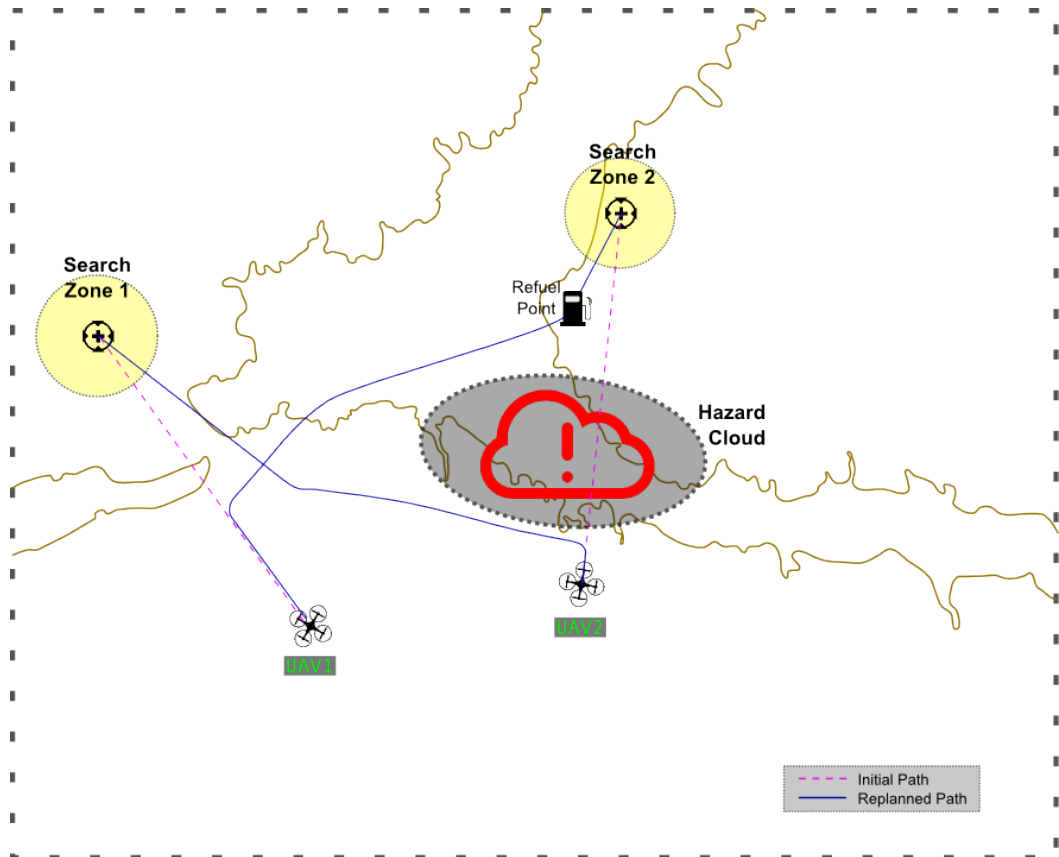 Search
Zone 2
Search
Zone 1
Refuel
Point
Hazard
Cloud
UAV2
UAV1
Initial Path
Replanned Path